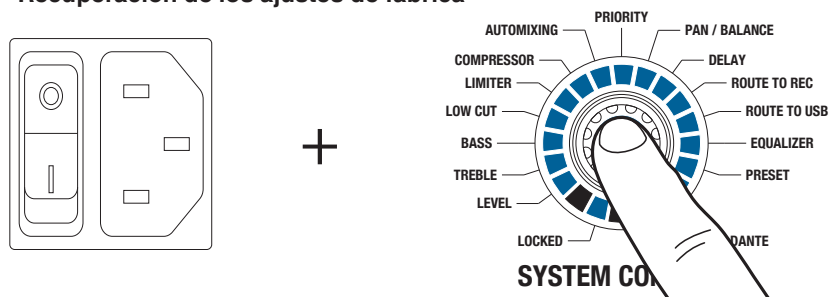 Recuperación de los ajustes de fábrica
PRIORITY
AUTOMIXING
PAN / BALANCE
COMPRESSOR
DELAY
LIMITER
ROUTE TO REC
LOW CUT
ROUTE TO USB
BASS
EQUALIZER
TREBLE
PRESET
LEVEL
LOCKED
DANTE
SYSTEM